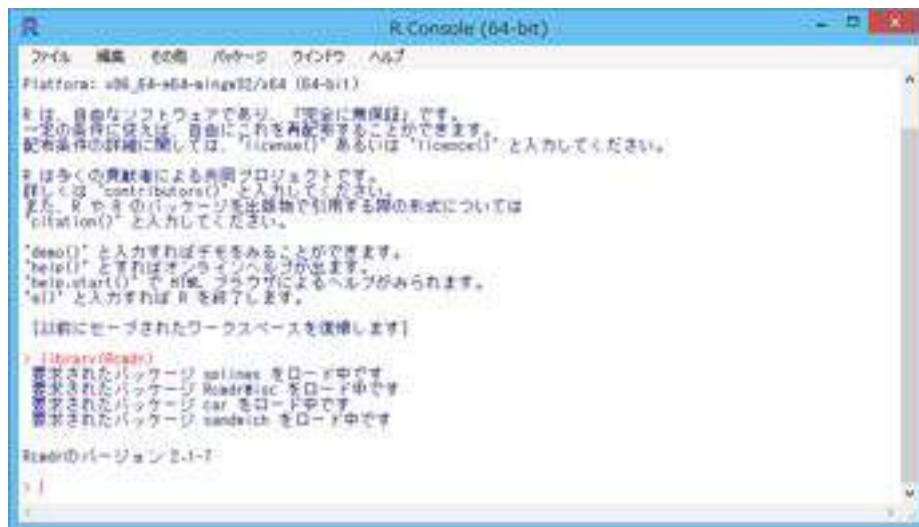 R Console (64-bit)
ファイル 編集 その他 パッケージ ウインドウ ヘルプ
Platform: x86_64-w64-mingw32/x64 (64-bit)
R は、自由なソフトウェアであり、「完全に無保証」です。
一定の条件に従えば、自由にこれを再配布することができます。
配布条件の詳細に関しては、'license()' あるいは 'licence()' と入力してください。
R は多くの貢献者による共同プロジェクトです。
詳しくは 'contributors()' と入力してください。
また、R や R のパッケージを出版物で引用する際の形式については
'citation()' と入力してください。
'demo()' と入力すればデモをみることができます。
'help()' とすればオンラインヘルプが出ます。
'help.start()' で HTML ブラウザによるヘルプがみられます。
'q()' と入力すれば R を終了します。
[以前にセーブされたワークスペースを復帰します]
> library(Rcmdr)
要求されたパッケージ splines をロード中です
要求されたパッケージ RcmdrMisc をロード中です
要求されたパッケージ car をロード中です
要求されたパッケージ sandwich をロード中です
Rcmdrのバージョン 2.1-7
>